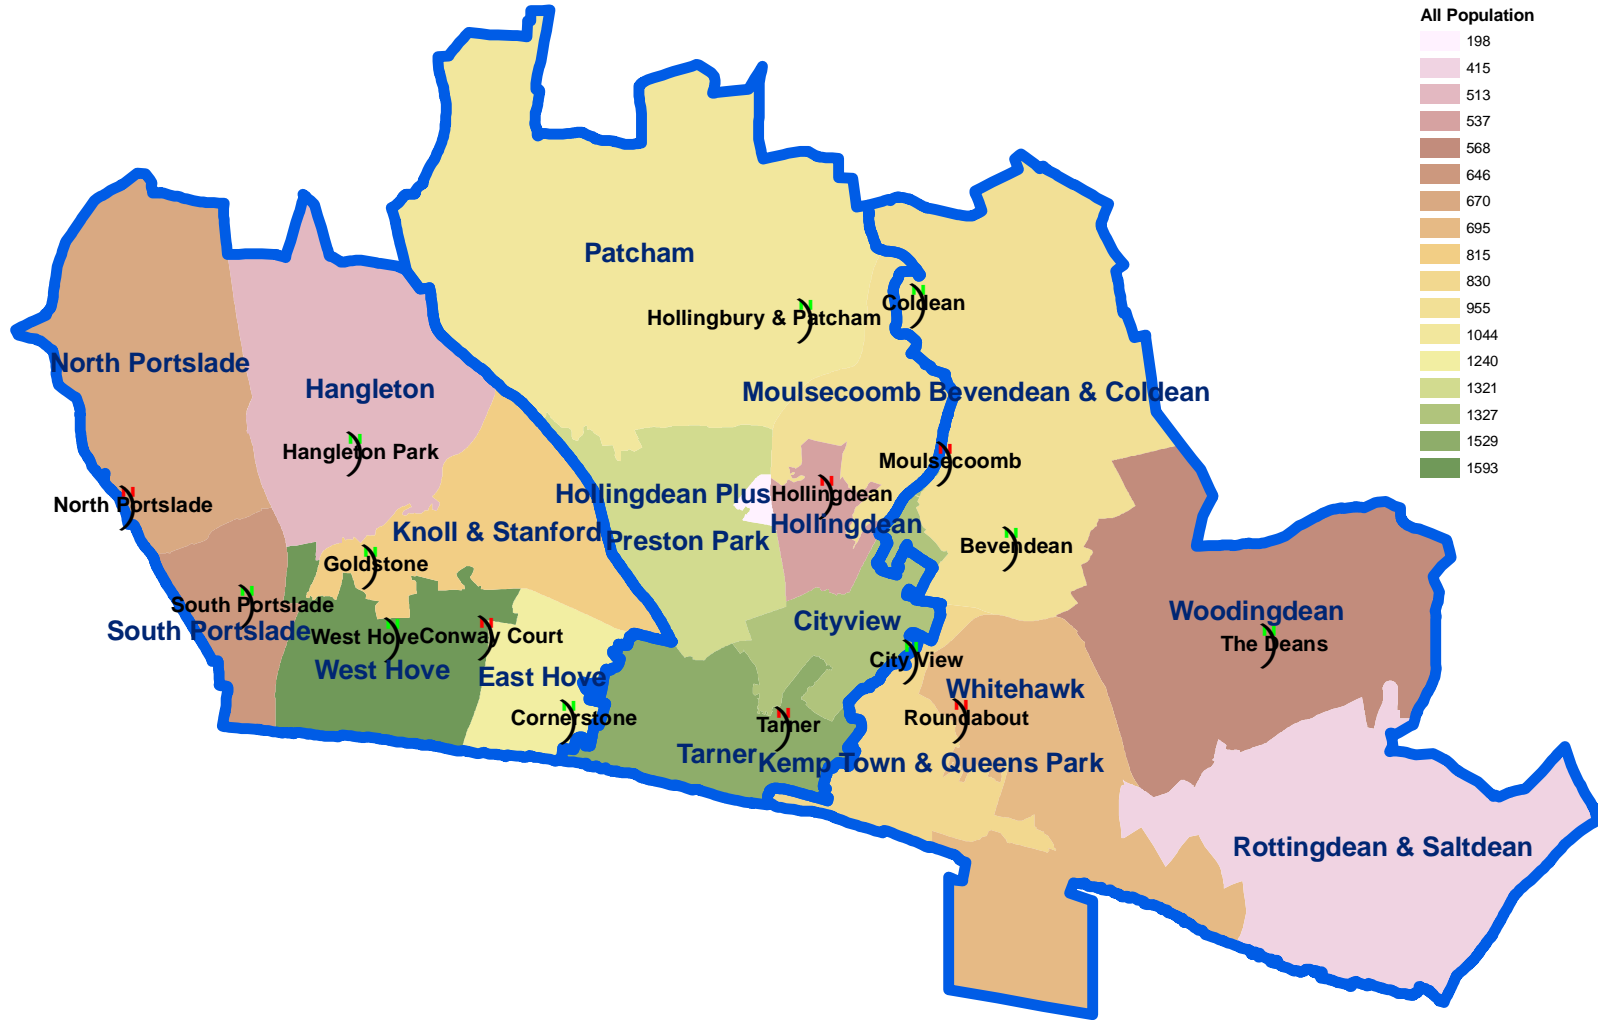 All Population
198
415
513
537
568
646
670
695
815
830
955
1044
1240
1321
1327
1529
1593
Patcham
Coldean
Hollingbury & Patcham
North Portslade
Hangleton
Moulsecoomb Bevendean & Coldean
Hangleton Park
Moulsecoomb
Hollingdean Plus
Hollingdean
North Portslade
Hollingdean
Knoll & Stanford
Preston Park
Bevendean
Goldstone
South Portslade
Woodingdean
South Portslade
West Hove
Conway Court
Cityview
The Deans
City View
West Hove
East Hove
Whitehawk
Cornerstone
Roundabout
Tarner
Tarner
Kemp Town & Queens Park
Rottingdean & Saltdean